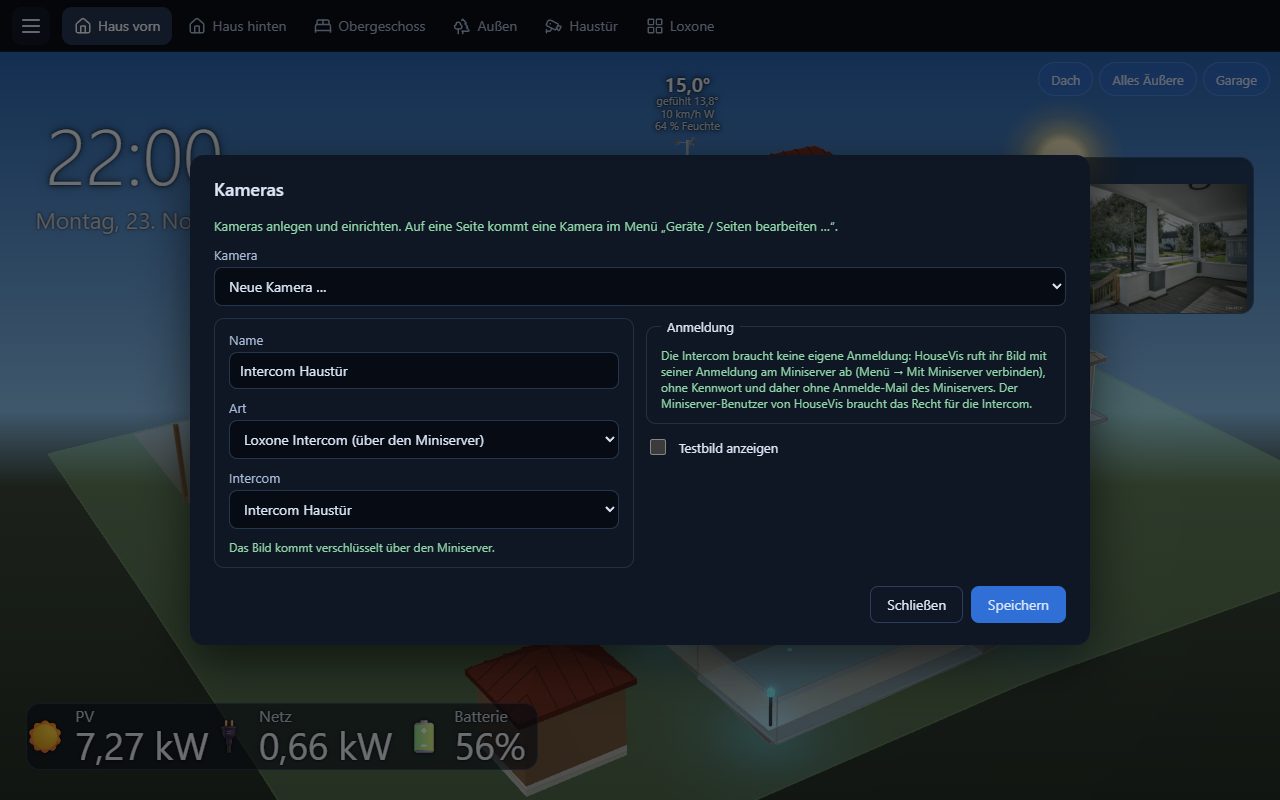 Haus vorn
Haus hinten
Obergeschoss
Außen
Haustür
Loxone
15,0°
gefühlt 13,8°
10 km/h W
64 % Feuchte
Dach
Alles Äußere
Garage
22:00
Montag, 23. No
Kameras
Kameras anlegen und einrichten. Auf eine Seite kommt eine Kamera im Menü „Geräte / Seiten bearbeiten ...“.
Kamera
Neue Kamera ...
Name
Intercom Haustür
Art
Loxone Intercom (über den Miniserver)
Intercom
Intercom Haustür
Das Bild kommt verschlüsselt über den Miniserver.
Anmeldung
Die Intercom braucht keine eigene Anmeldung: HouseVis ruft ihr Bild mit
seiner Anmeldung am Miniserver ab (Menü → Mit Miniserver verbinden),
ohne Kennwort und daher ohne Anmelde-Mail des Miniservers. Der
Miniserver-Benutzer von HouseVis braucht das Recht für die Intercom.
Testbild anzeigen
Schließen
Speichern
PV
7,27 kW
Netz
0,66 kW
Batterie
56%